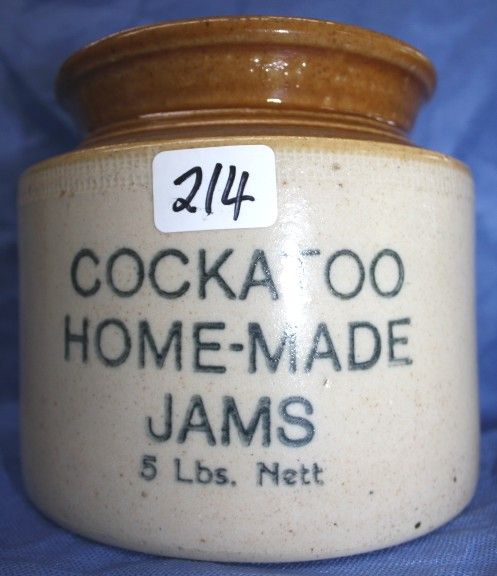 214
COCKATOO
HOME-MADE
JAMS
5 Lbs. Nett